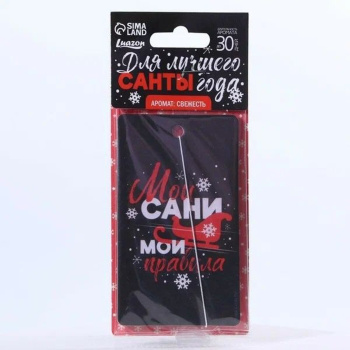 SIMA
LAND
Luazon
30
Для лучшего
САНТЫ года
АРОМАТ: СВЕЖЕСТЬ
Мои
САНИ
МОИ
правила